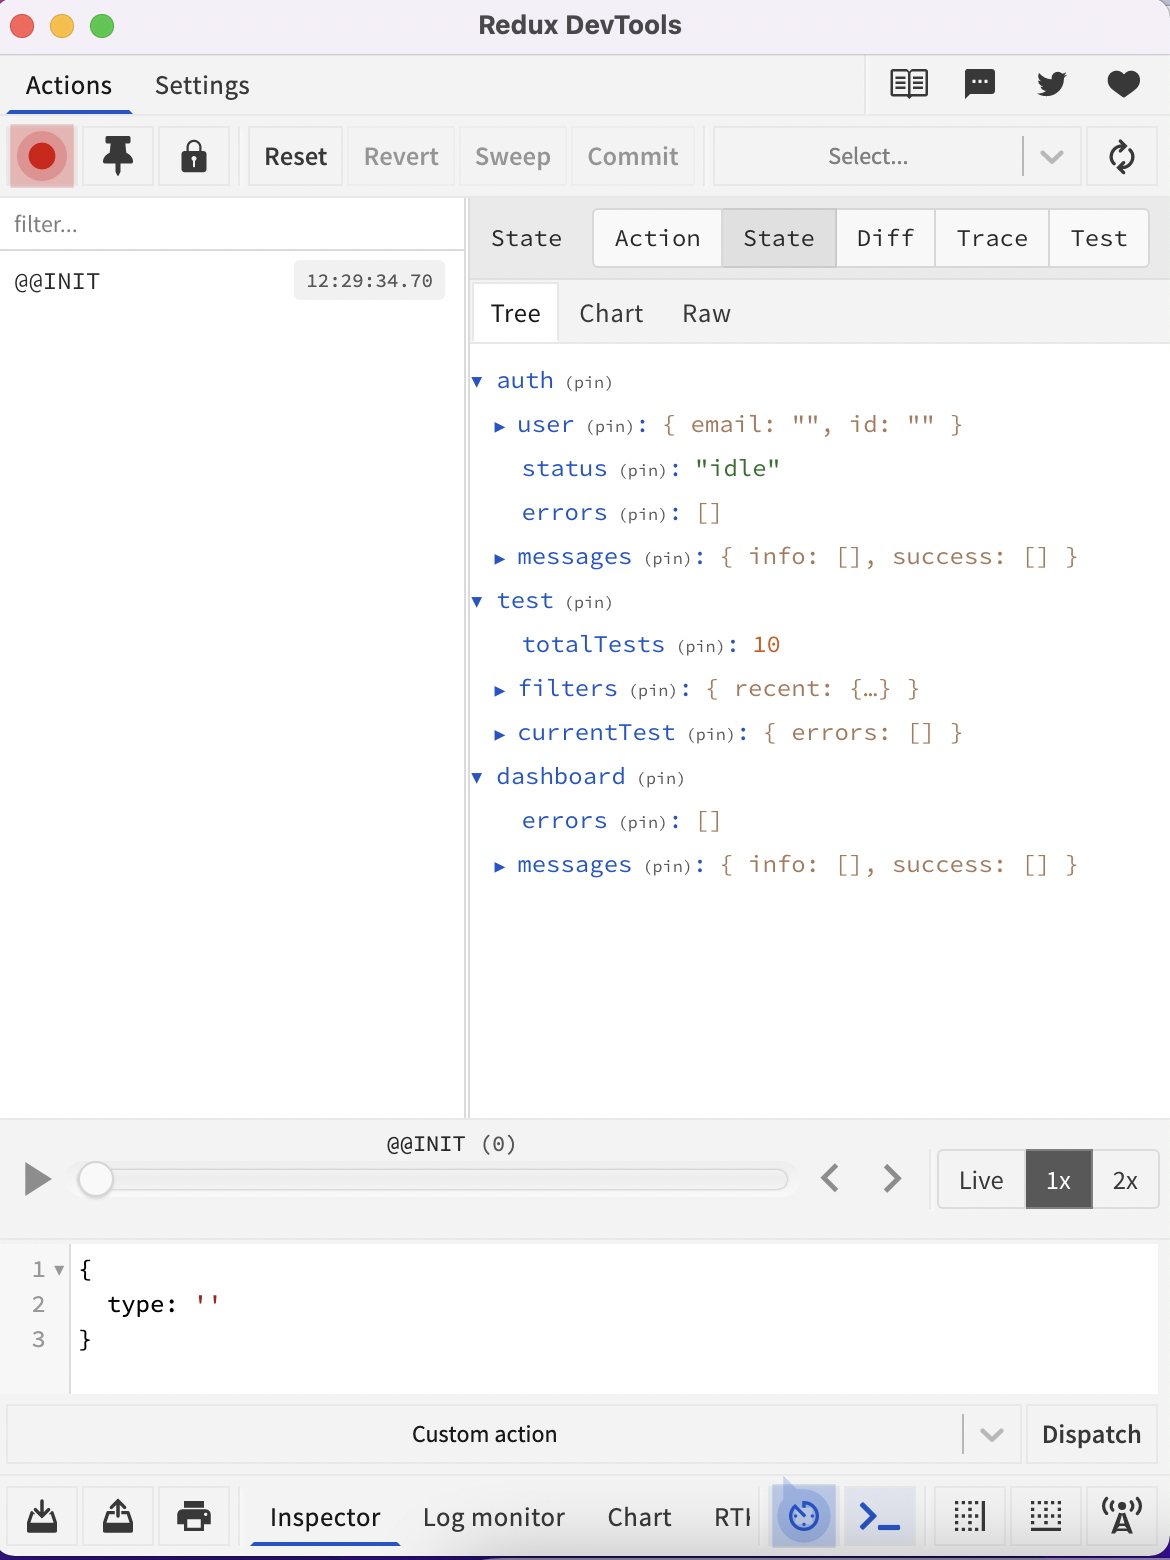 Redux DevTools
Actions Settings
Reset Revert Sweep Commit Select...
filter...
@@INIT 12:29:34.70
State Action State Diff Trace Test
Tree Chart Raw
auth (pin)
user (pin): { email: "", id: "" }
status (pin): "idle"
errors (pin): []
messages (pin): { info: [], success: [] }
test (pin)
totalTests (pin): 10
filters (pin): { recent: {…} }
currentTest (pin): { errors: [] }
dashboard (pin)
errors (pin): []
messages (pin): { info: [], success: [] }
@@INIT (0)
Live 1x 2x
1 {
2 type: ''
3 }
Custom action Dispatch
Inspector Log monitor Chart RTK